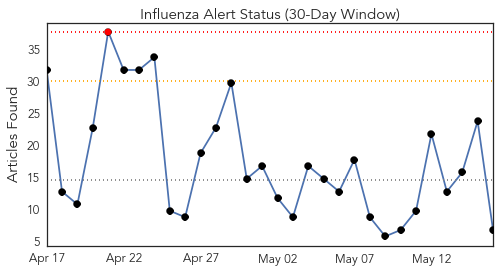 Influenza Alert Status (30-Day Window)
Articles Found
35
30
25
20
15
10
5
Apr 17 Apr 22 Apr 27 May 02 May 07 May 12